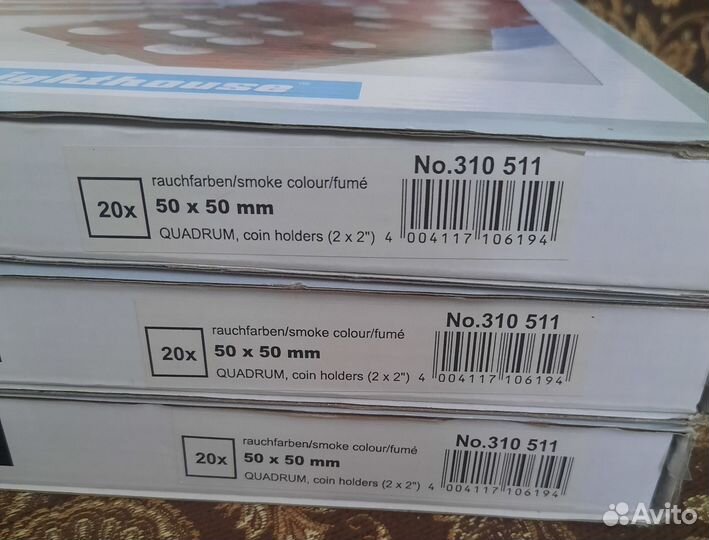 ighthouse
No.310 511
rauchfarben/smoke colour/fumé
20x
50 x 50 mm
QUADRUM, coin holders (2 x 2")
4 004117 106194
No.310 511
rauchfarben/smoke colour/fumé
20x
50 x 50 mm
QUADRUM, coin holders (2 x 2")
4 004117 106194
No.310 511
rauchfarben/smoke colour/fumé
20x
50 x 50 mm
QUADRUM, coin holders (2 x 2")
4 004117 106194
Avito